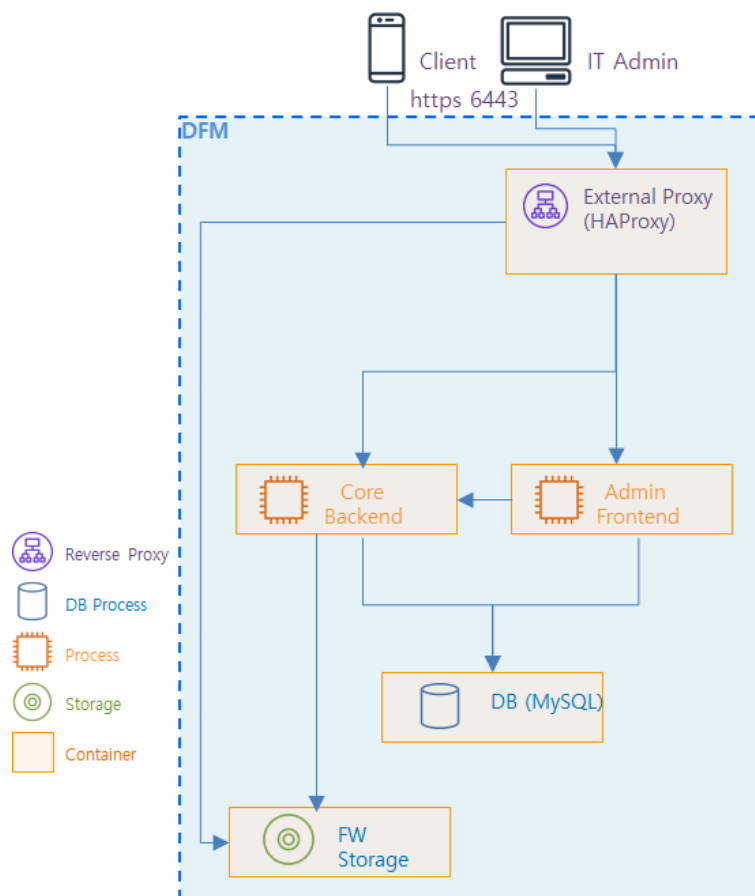 Client
IT Admin
https 6443
DFM
External Proxy
(HAProxy)
Core
Backend
Admin
Frontend
Reverse Proxy
DB Process
Process
Storage
Container
DB (MySQL)
FW
Storage